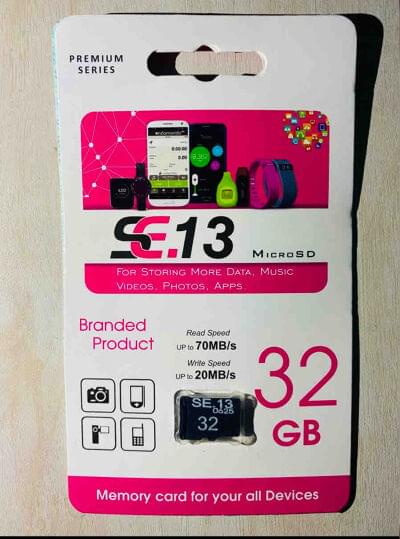 PREMIUM
SERIES
SE.13
MICROSD
FOR STORING MORE DATA, MUSIC
VIDEOS, PHOTOS, APPS.
Branded
Product
Read Speed
UP to 70MB/s
Write Speed
UP to 20MB/s
32
GB
SE.13
0625
32
Memory card for your all Devices